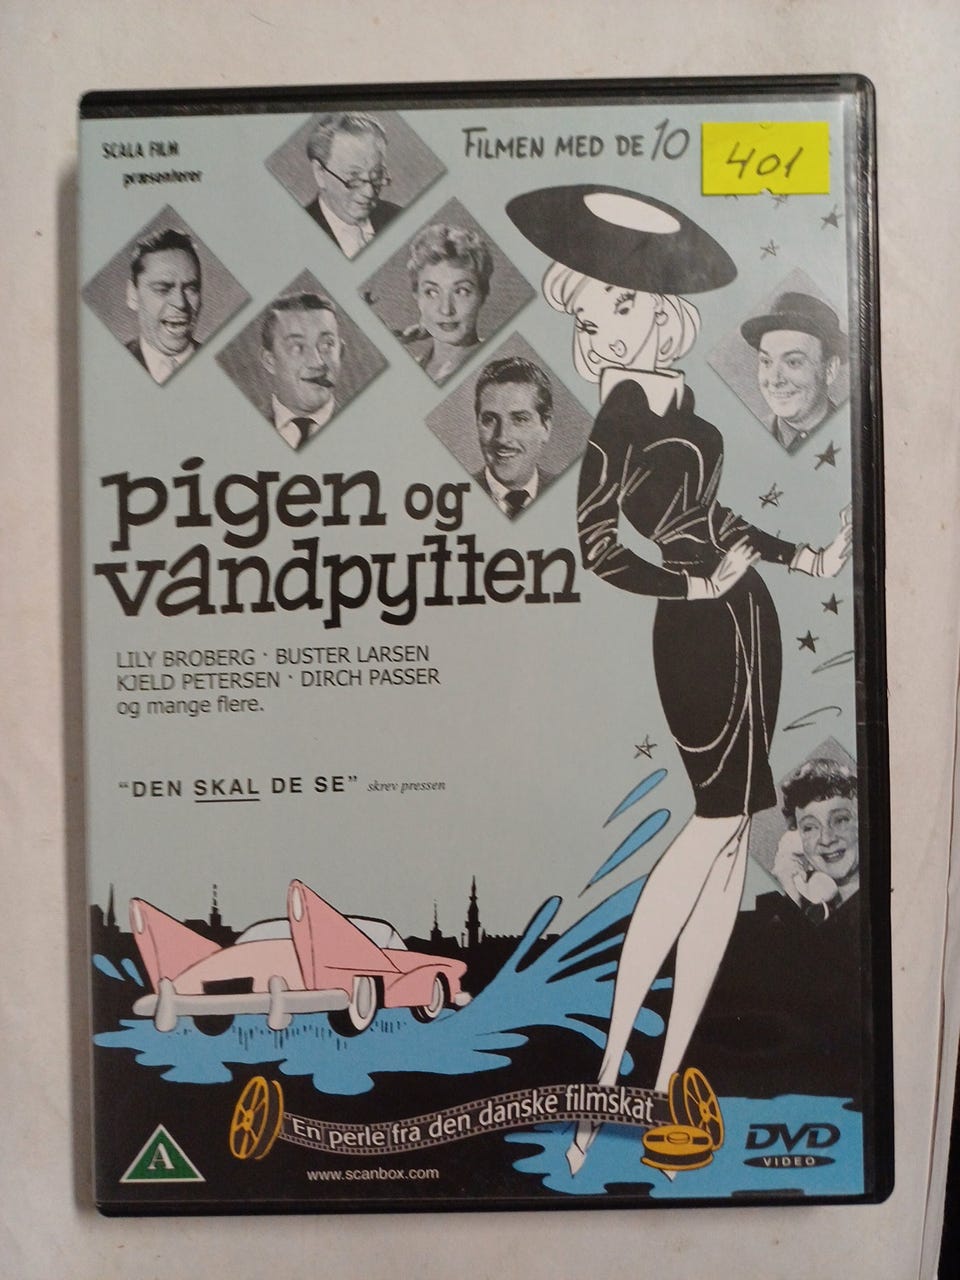 SCALA FILM
præsenterer
FILMEN MED DE 10
401
pigen og
vandpytten
LILY BROBERG · BUSTER LARSEN
KJELD PETERSEN · DIRCH PASSER
og mange flere.
"DEN SKAL DE SE" skrev pressen
En perle fra den danske filmskat
A
www.scanbox.com
DVD
VIDEO